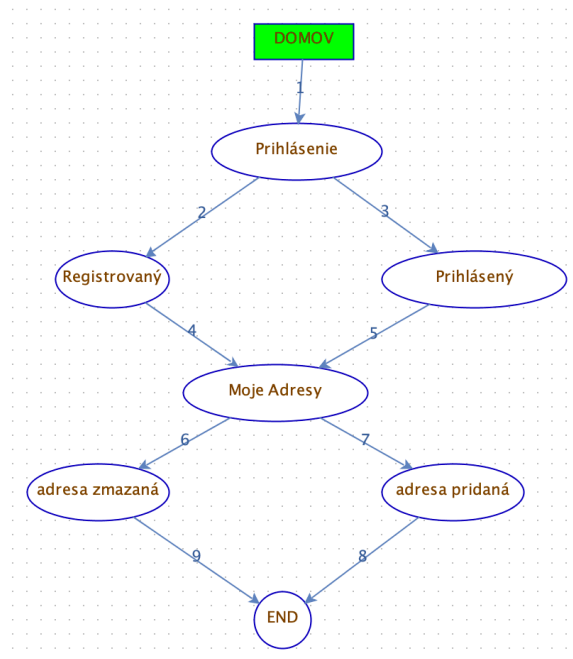 DOMOV
1
Prihlásenie
2
3
Registrovaný
Prihlásený
4
5
Moje Adresy
6
7
adresa zmazaná
adresa pridaná
9
8
END